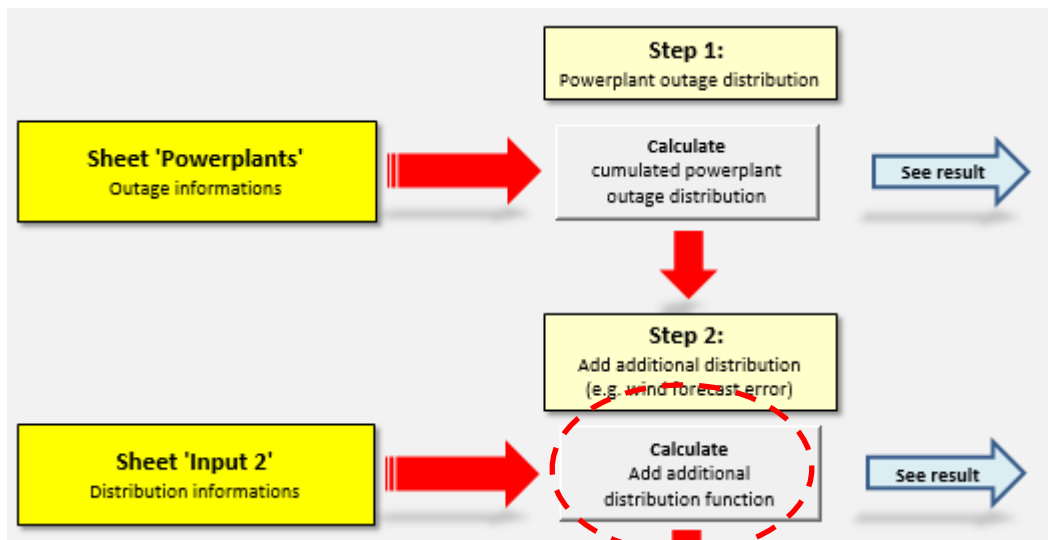 Step 1:
Powerplant outage distribution
Sheet 'Powerplants'
Outage informations
Calculate
cumulated powerplant
outage distribution
See result
Step 2:
Add additional distribution
(e.g. wind forecast error)
Sheet 'Input 2'
Distribution informations
Calculate
Add additional
distribution function
See result